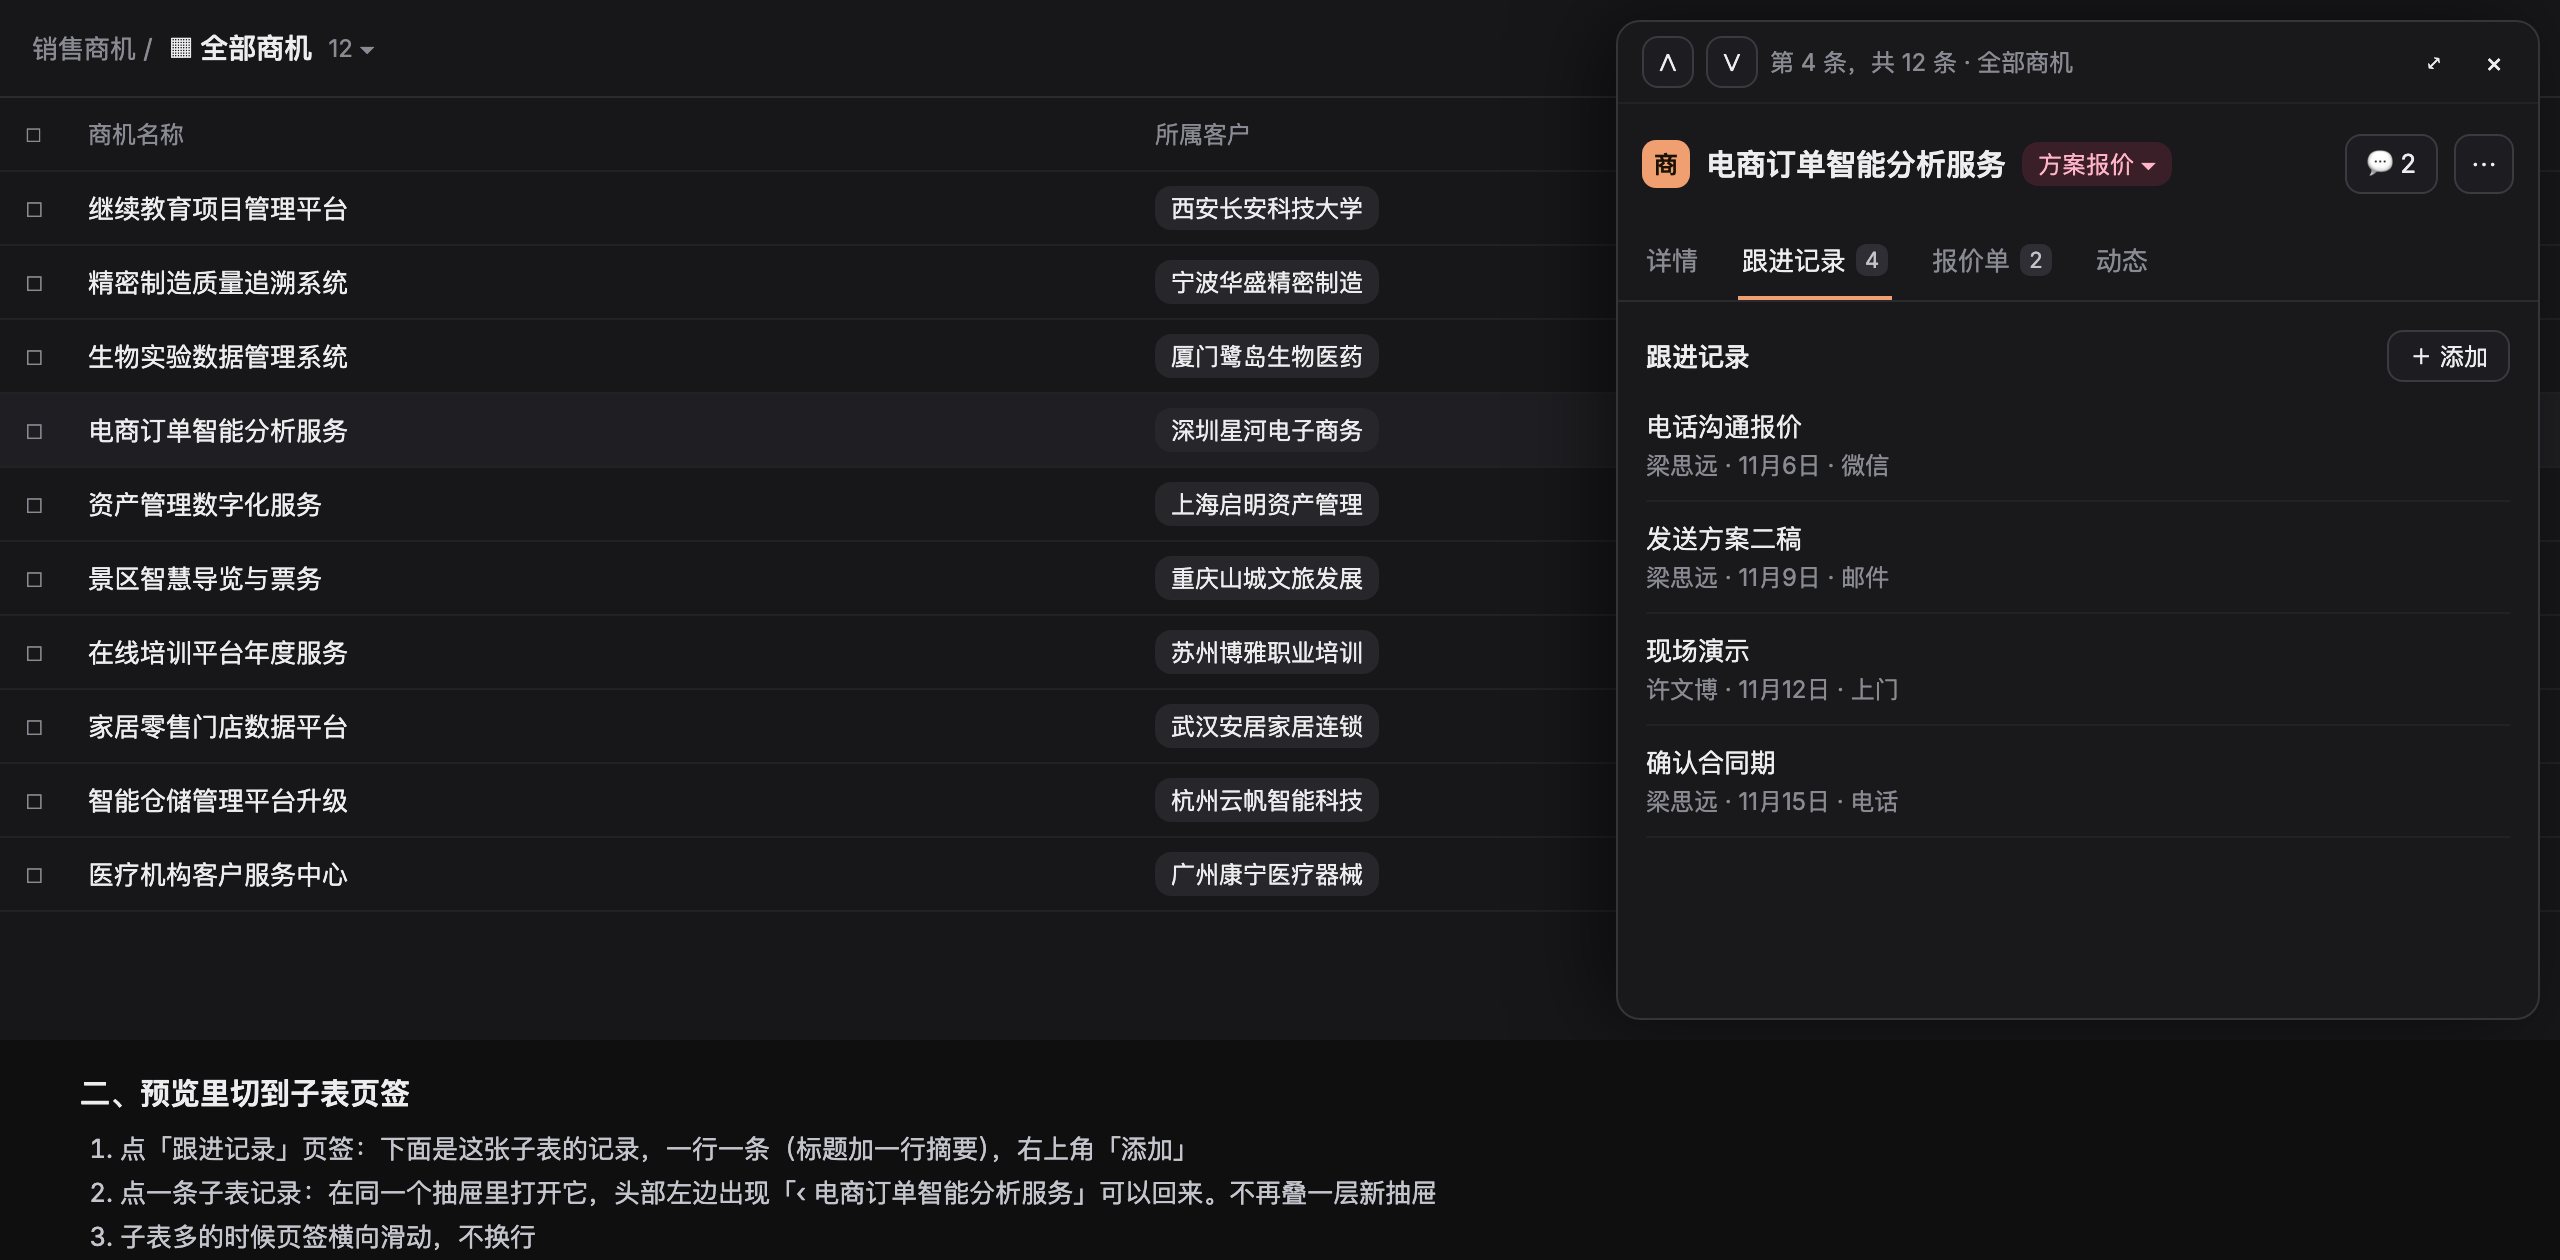 销售商机 / 全部商机 12
商机名称 所属客户
继续教育项目管理平台 西安长安科技大学
精密制造质量追溯系统 宁波华盛精密制造
生物实验数据管理系统 厦门鹭岛生物医药
电商订单智能分析服务 深圳星河电子商务
资产管理数字化服务 上海启明资产管理
景区智慧导览与票务 重庆山城文旅发展
在线培训平台年度服务 苏州博雅职业培训
家居零售门店数据平台 武汉安居家居连锁
智能仓储管理平台升级 杭州云帆智能科技
医疗机构客户服务中心 广州康宁医疗器械
第 4 条，共 12 条 · 全部商机
商 电商订单智能分析服务 方案报价 2 ···
详情 跟进记录 4 报价单 2 动态
跟进记录 + 添加
电话沟通报价
梁思远 · 11月6日 · 微信
发送方案二稿
梁思远 · 11月9日 · 邮件
现场演示
许文博 · 11月12日 · 上门
确认合同期
梁思远 · 11月15日 · 电话
二、预览里切到子表页签
1. 点「跟进记录」页签：下面是这张子表的记录，一行一条（标题加一行摘要），右上角「添加」
2. 点一条子表记录：在同一个抽屉里打开它，头部左边出现「‹ 电商订单智能分析服务」可以回来。不再叠一层新抽屉
3. 子表多的时候页签横向滑动，不换行